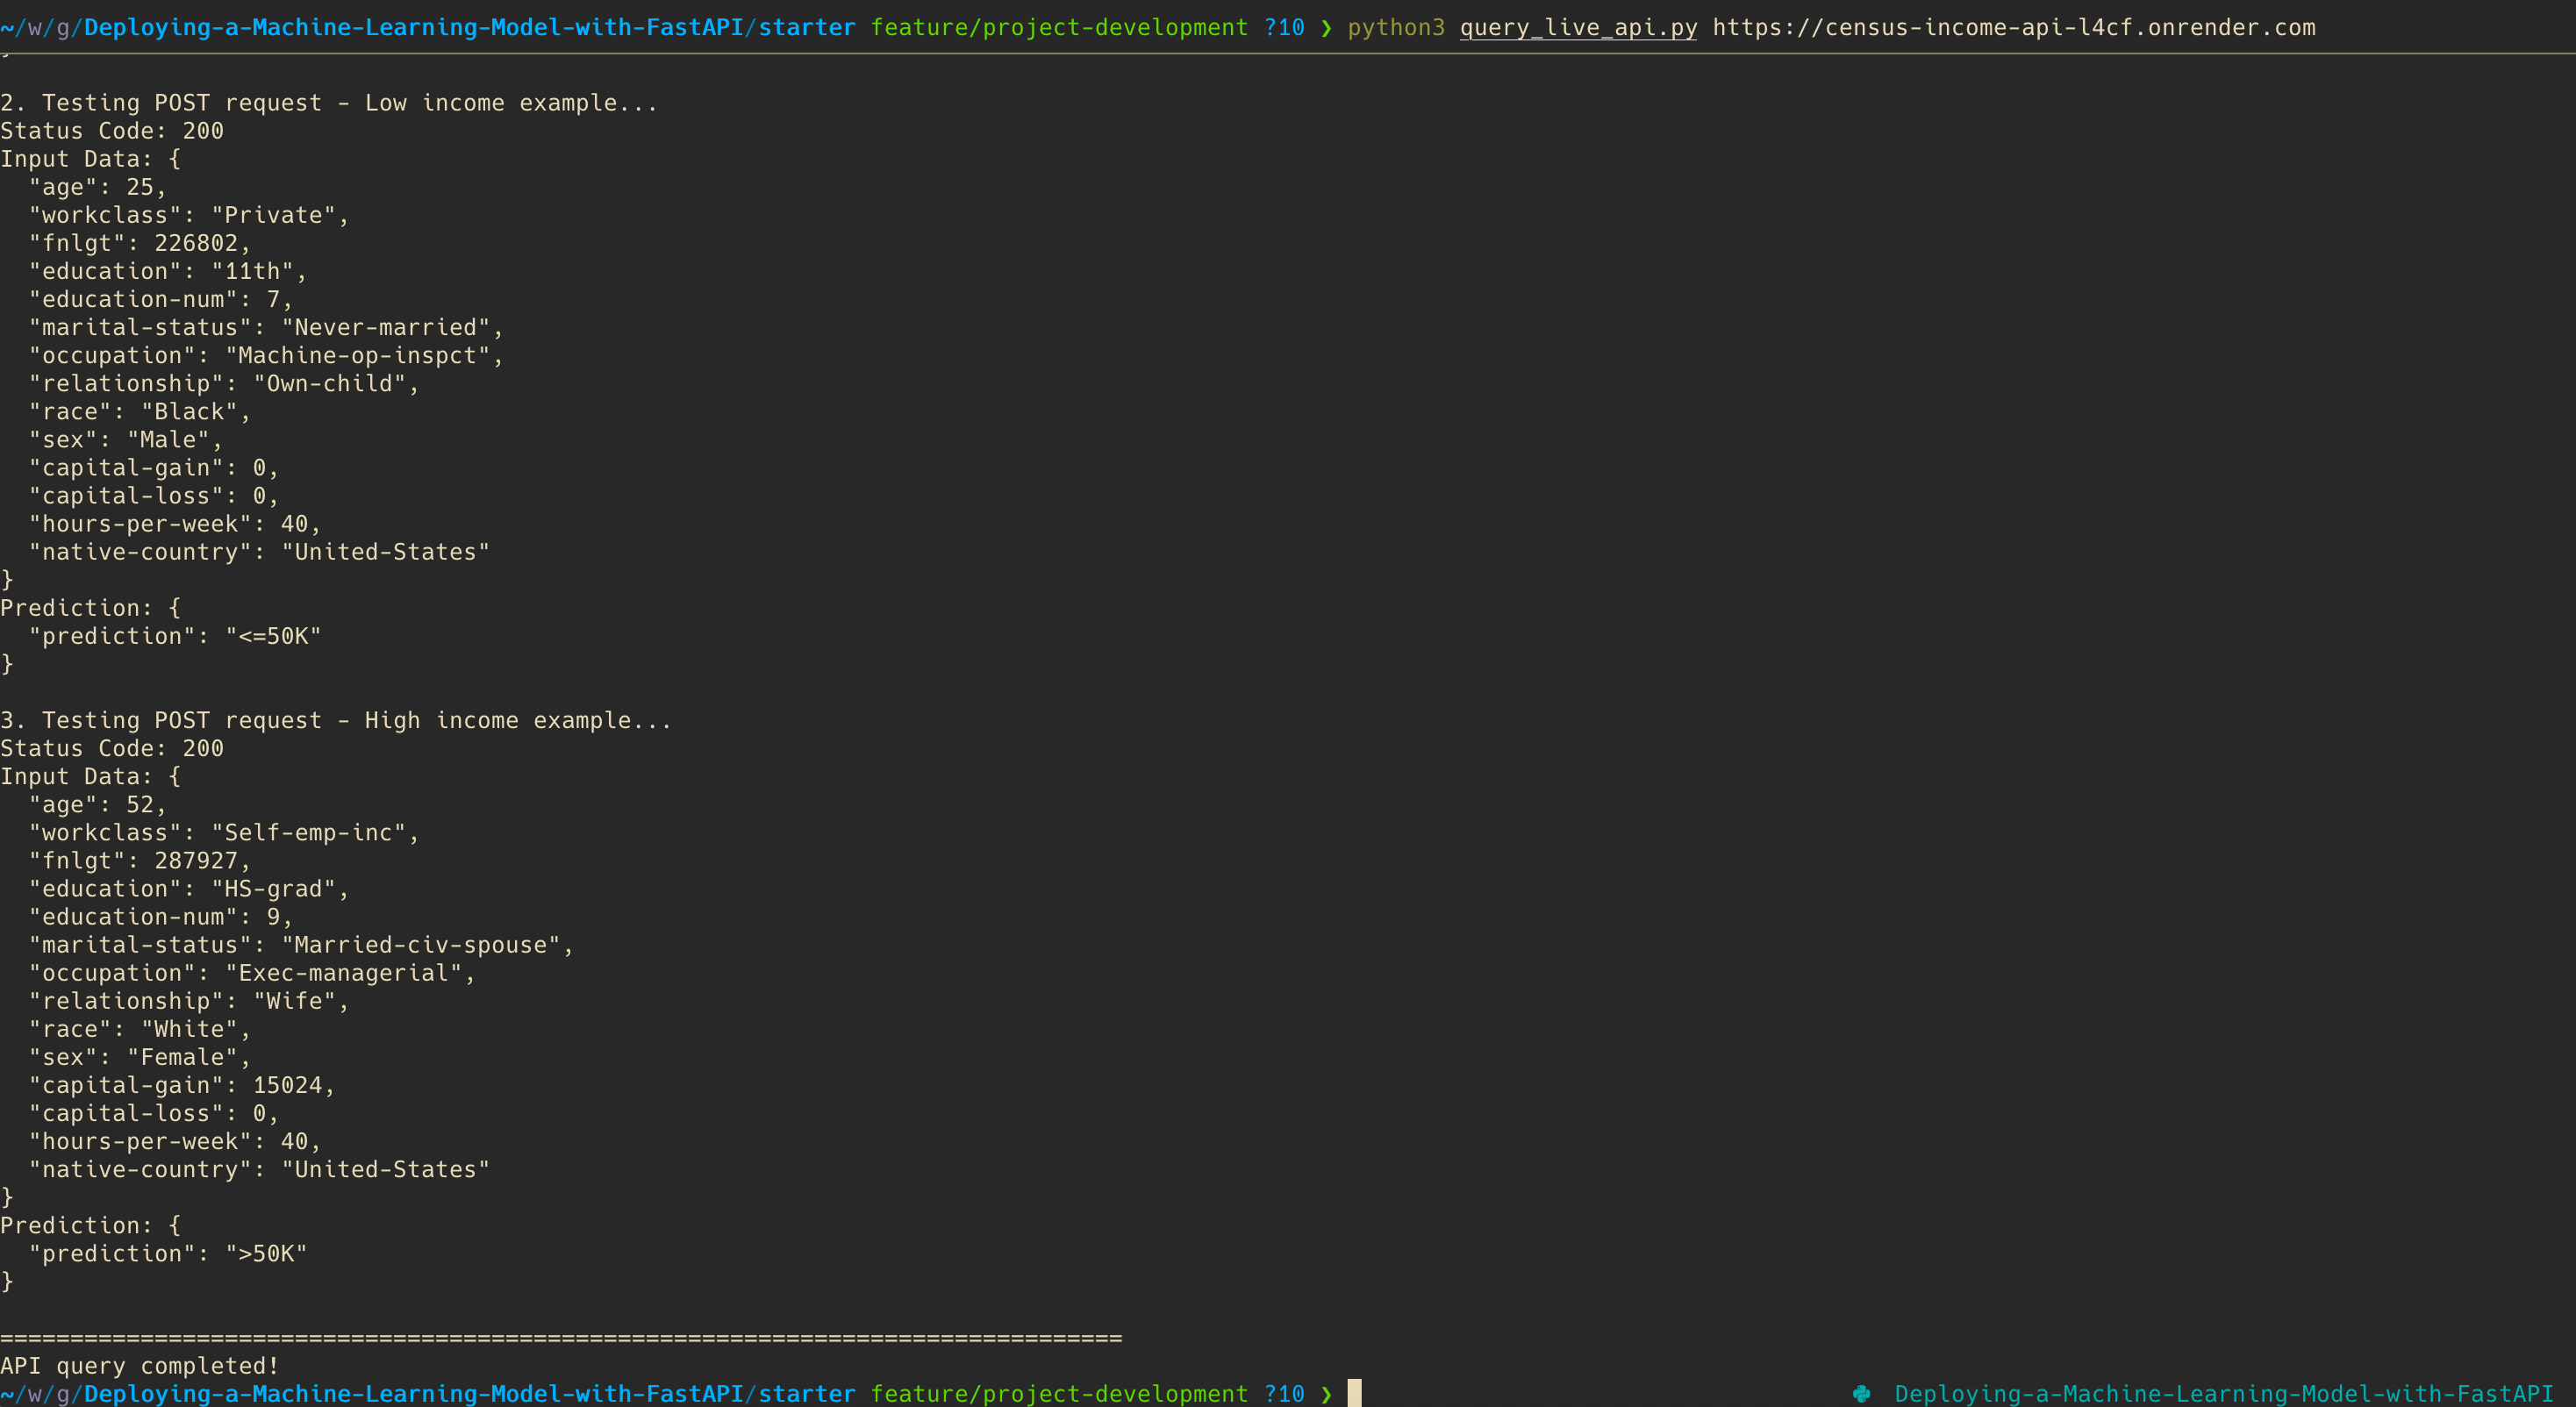 ~/w/g/Deploying-a-Machine-Learning-Model-with-FastAPI/starter feature/project-development ?10 ❯ python3 query_live_api.py https://census-income-api-l4cf.onrender.com
}
2. Testing POST request - Low income example...
Status Code: 200
Input Data: {
  "age": 25,
  "workclass": "Private",
  "fnlgt": 226802,
  "education": "11th",
  "education-num": 7,
  "marital-status": "Never-married",
  "occupation": "Machine-op-inspct",
  "relationship": "Own-child",
  "race": "Black",
  "sex": "Male",
  "capital-gain": 0,
  "capital-loss": 0,
  "hours-per-week": 40,
  "native-country": "United-States"
}
Prediction: {
  "prediction": "<=50K"
}
3. Testing POST request - High income example...
Status Code: 200
Input Data: {
  "age": 52,
  "workclass": "Self-emp-inc",
  "fnlgt": 287927,
  "education": "HS-grad",
  "education-num": 9,
  "marital-status": "Married-civ-spouse",
  "occupation": "Exec-managerial",
  "relationship": "Wife",
  "race": "White",
  "sex": "Female",
  "capital-gain": 15024,
  "capital-loss": 0,
  "hours-per-week": 40,
  "native-country": "United-States"
}
Prediction: {
  "prediction": ">50K"
}
================================================================================
API query completed!
~/w/g/Deploying-a-Machine-Learning-Model-with-FastAPI/starter feature/project-development ?10 ❯ Deploying-a-Machine-Learning-Model-with-FastAPI